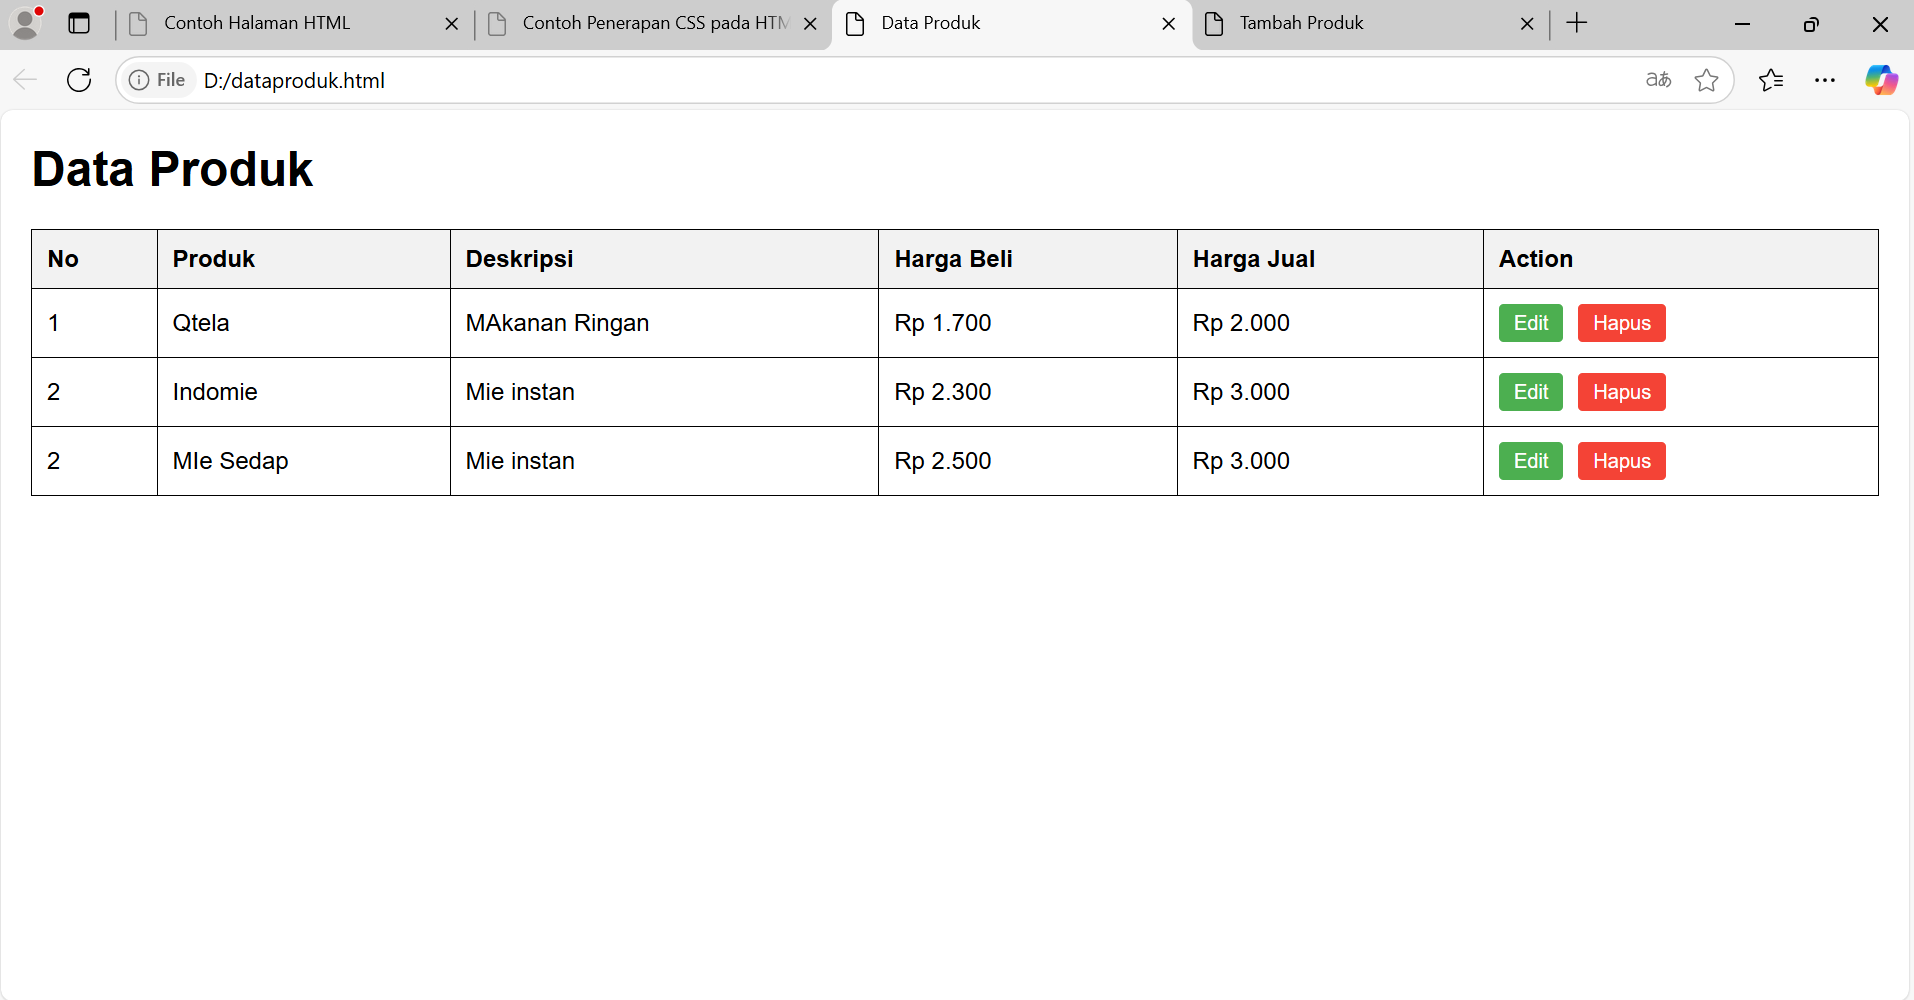 Contoh Halaman HTML
Contoh Penerapan CSS pada HTM
Data Produk
Tambah Produk
File D:/dataproduk.html
Data Produk
No Produk Deskripsi Harga Beli Harga Jual Action
1 Qtela MAkanan Ringan Rp 1.700 Rp 2.000 Edit Hapus
2 Indomie Mie instan Rp 2.300 Rp 3.000 Edit Hapus
2 MIe Sedap Mie instan Rp 2.500 Rp 3.000 Edit Hapus